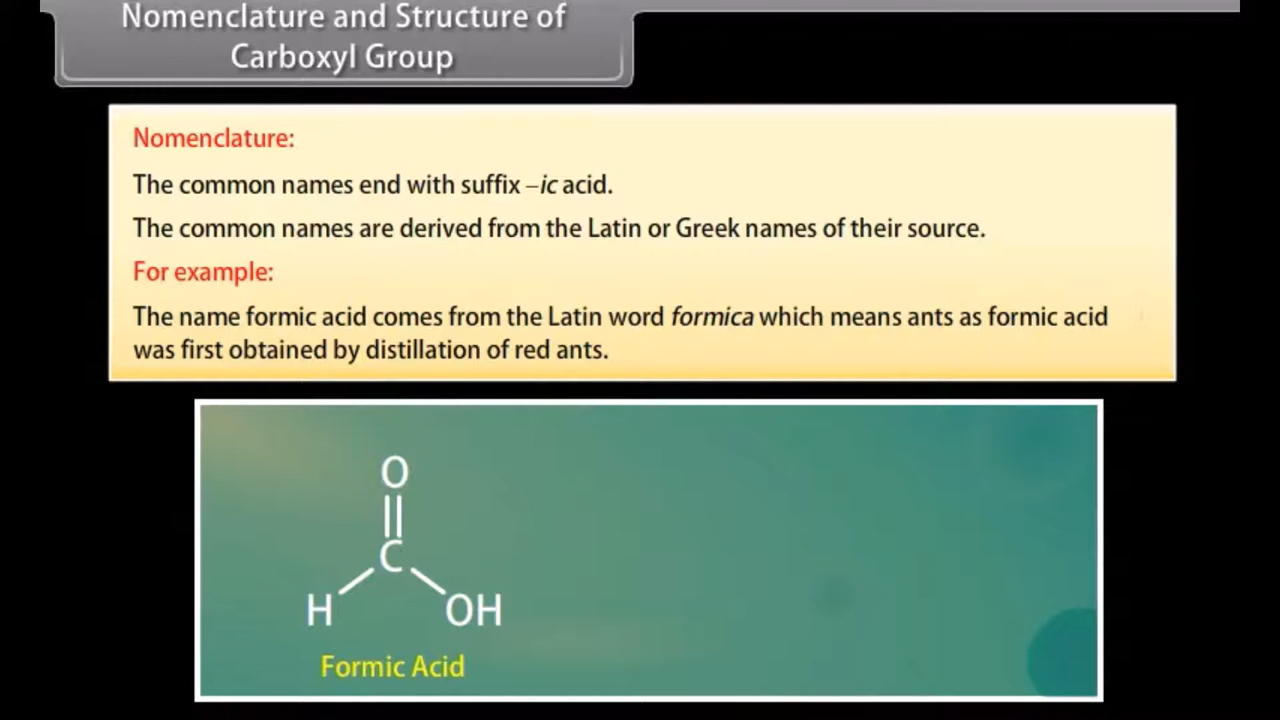 Nomenclature and Structure of
Carboxyl Group
Nomenclature:
The common names end with suffix –ic acid.
The common names are derived from the Latin or Greek names of their source.
For example:
The name formic acid comes from the Latin word formica which means ants as formic acid
was first obtained by distillation of red ants.
O
C
H OH
Formic Acid